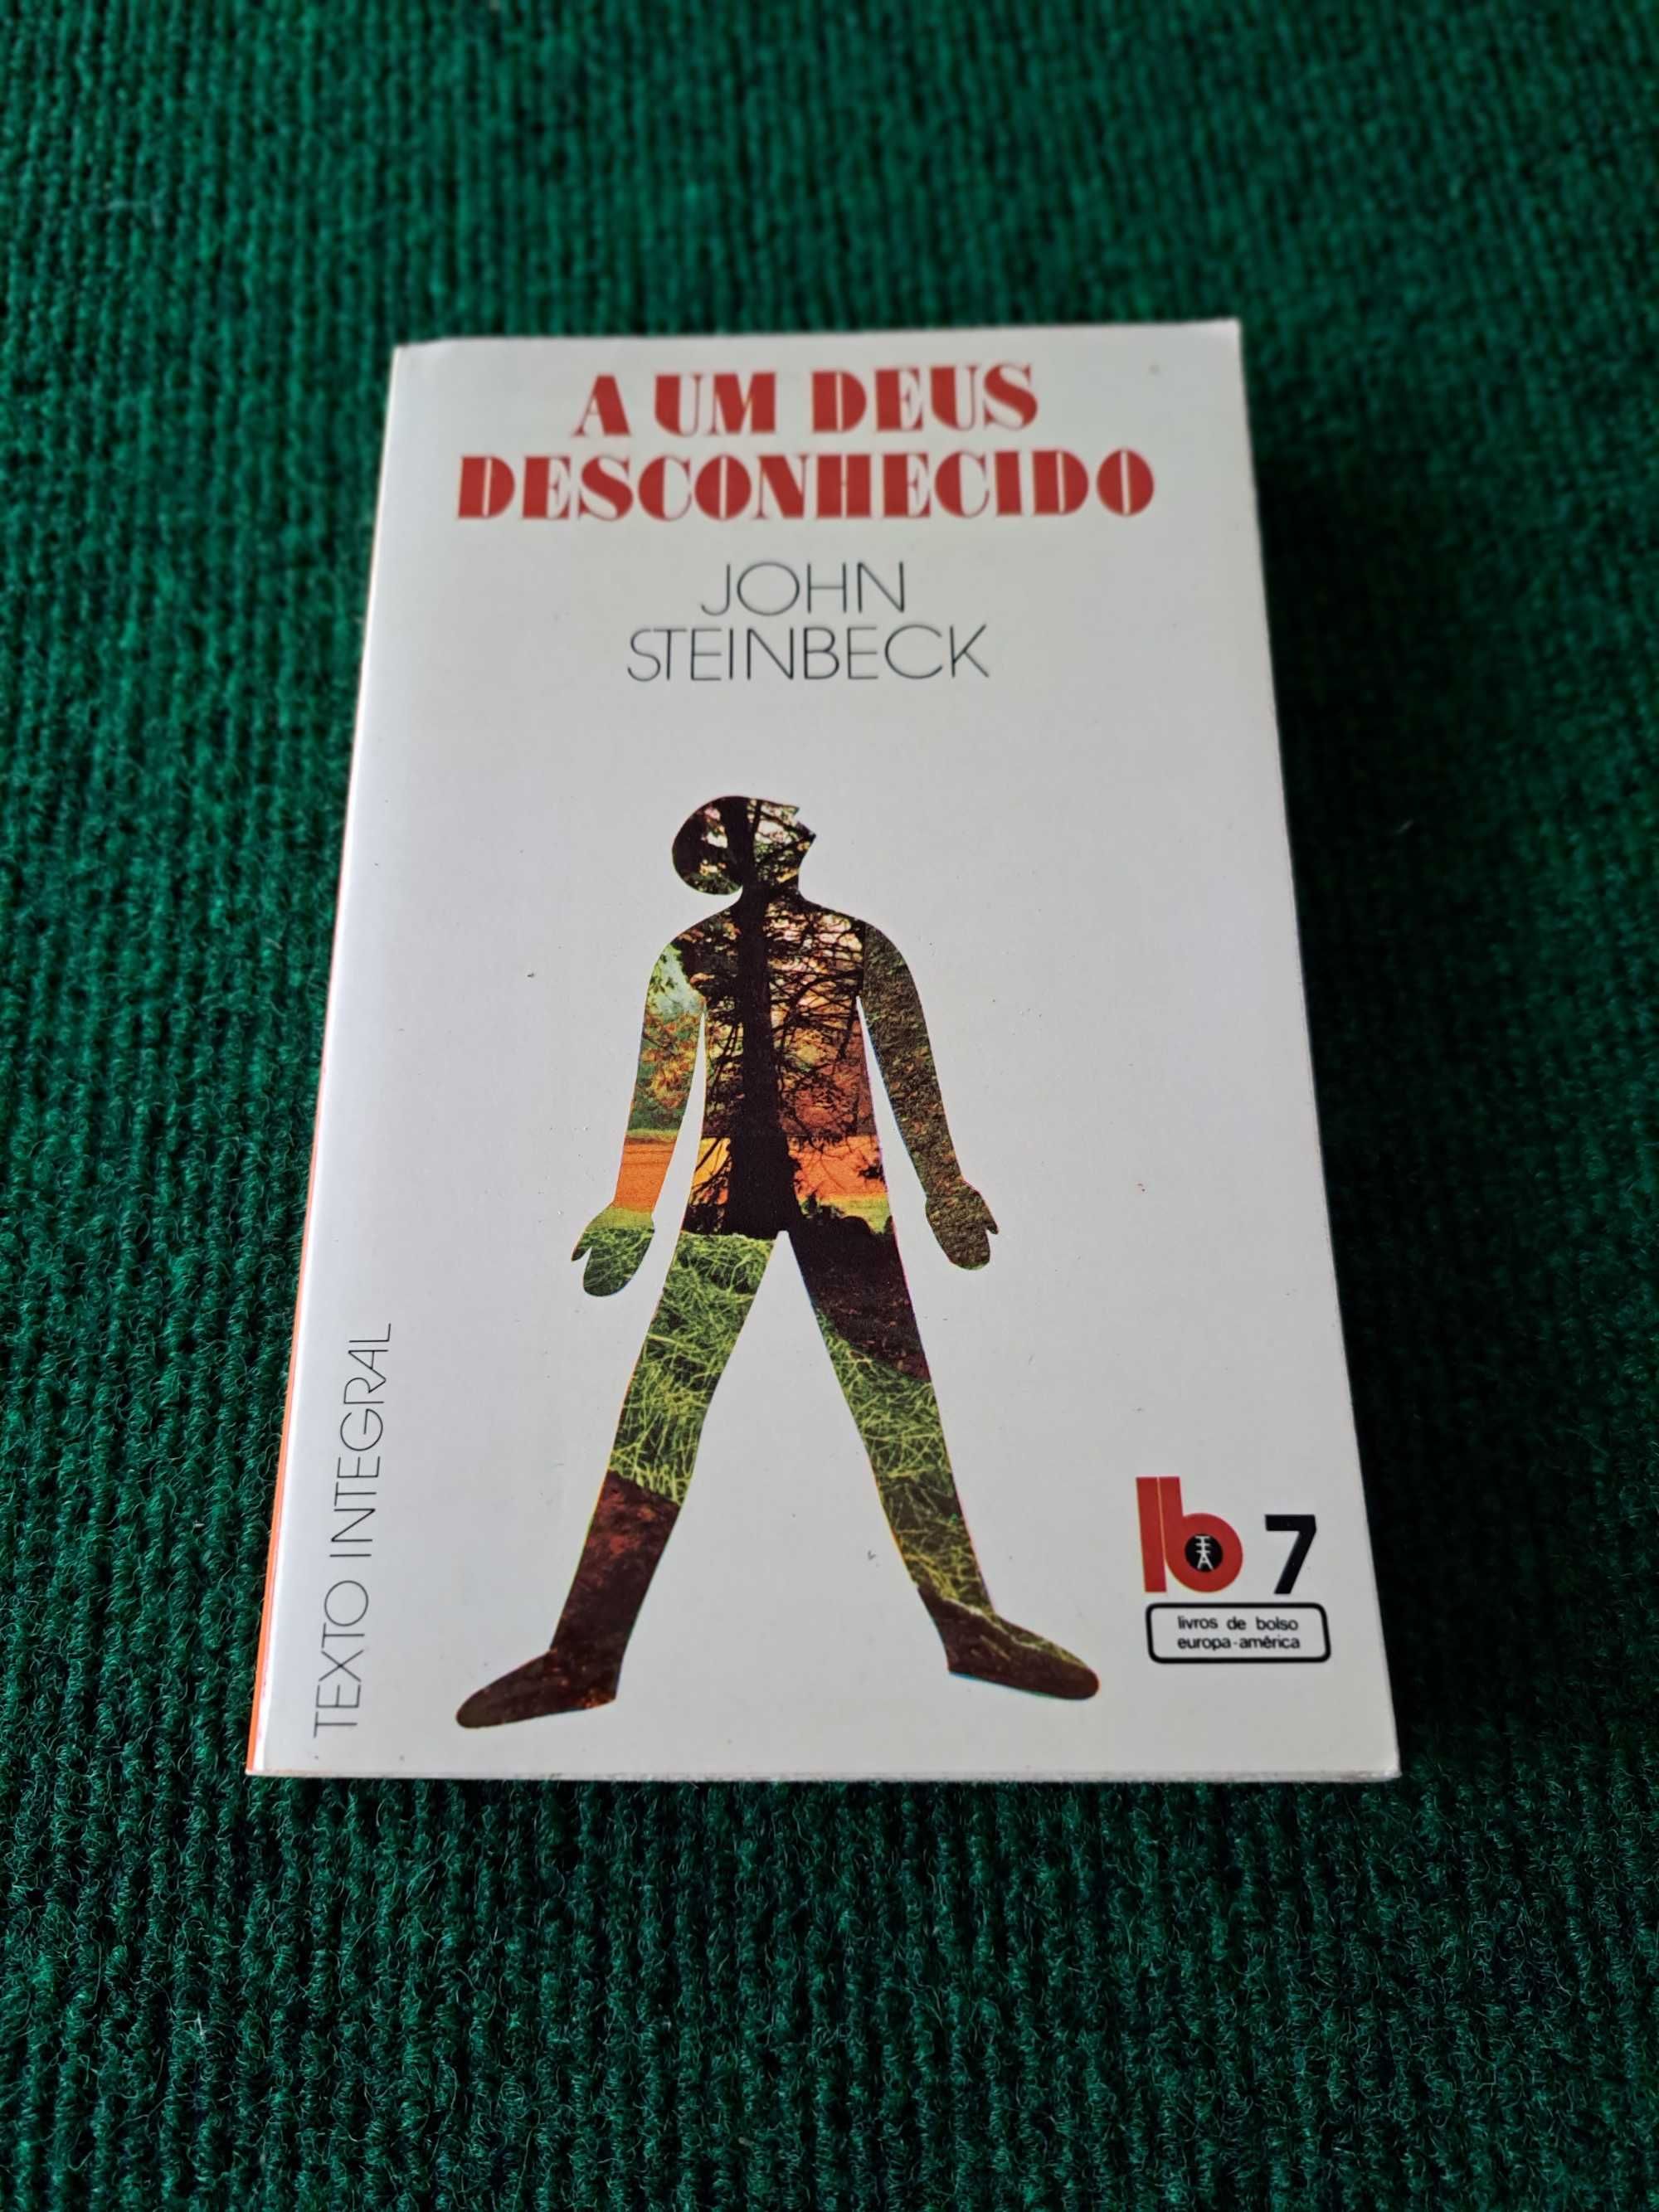 A UM DEUS
DESCONHECIDO
JOHN
STEINBECK
TEXTO INTEGRAL
lb 7
livros de bolso
europa-américa